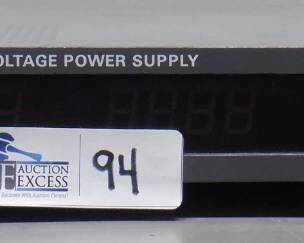 OLTAGE POWER SUPPLY
AUCTION
EXCESS
94